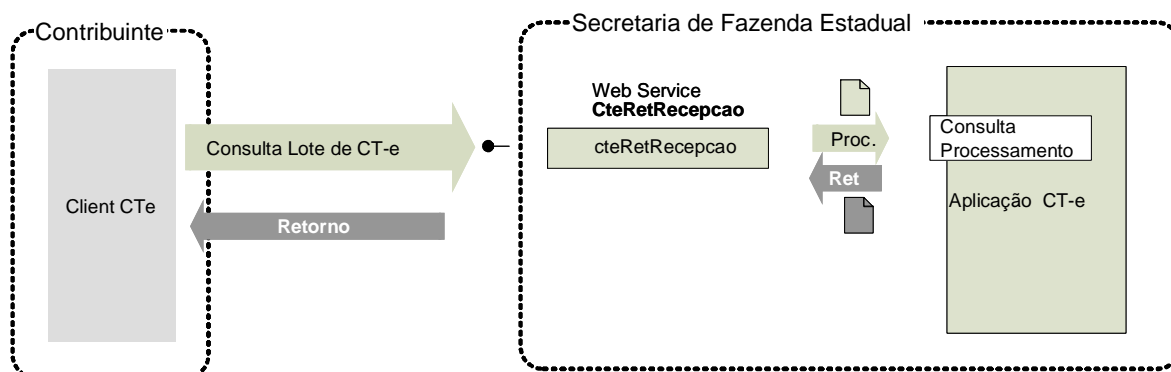 Contribuinte
Secretaria de Fazenda Estadual
Client CTe
Consulta Lote de CT-e
Retorno
Web Service
CteRetRecepcao
cteRetRecepcao
Proc.
Ret
Consulta
Processamento
Aplicação CT-e